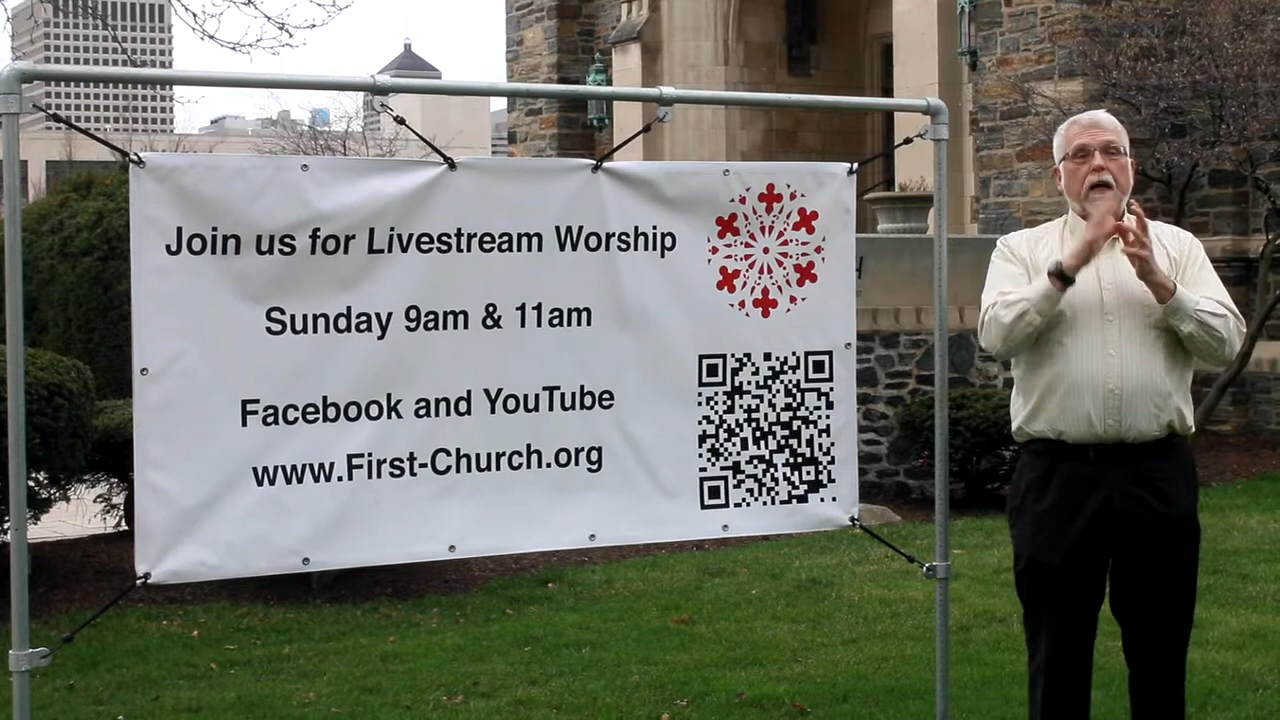 Join us for Livestream Worship
Sunday 9am & 11am
Facebook and YouTube
www.First-Church.org